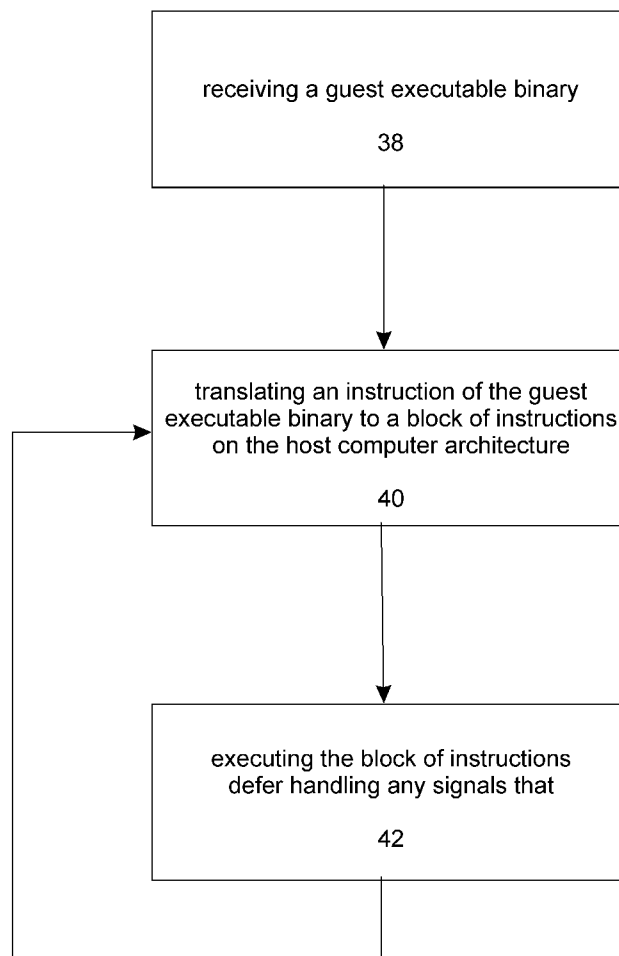 receiving a guest executable binary
38
translating an instruction of the guest
executable binary to a block of instructions
on the host computer architecture
40
executing the block of instructions
defer handling any signals that
42